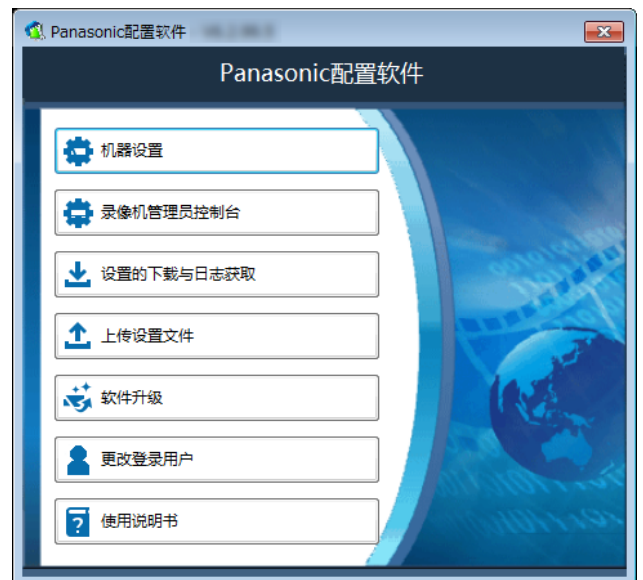 Panasonic配置软件
Panasonic配置软件
机器设置
录像机管理员控制台
设置的下载与日志获取
上传设置文件
软件升级
更改登录用户
使用说明书